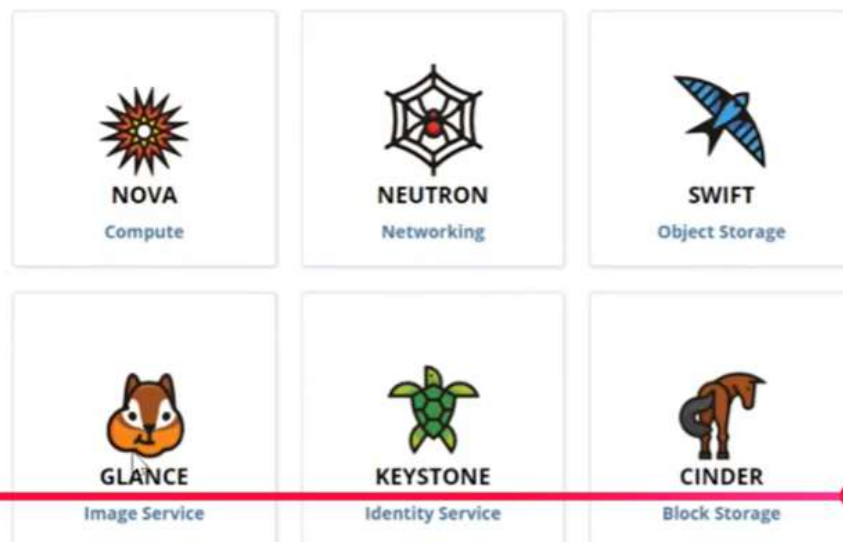 NOVA
Compute
NEUTRON
Networking
SWIFT
Object Storage
GLANCE
Image Service
KEYSTONE
Identity Service
CINDER
Block Storage